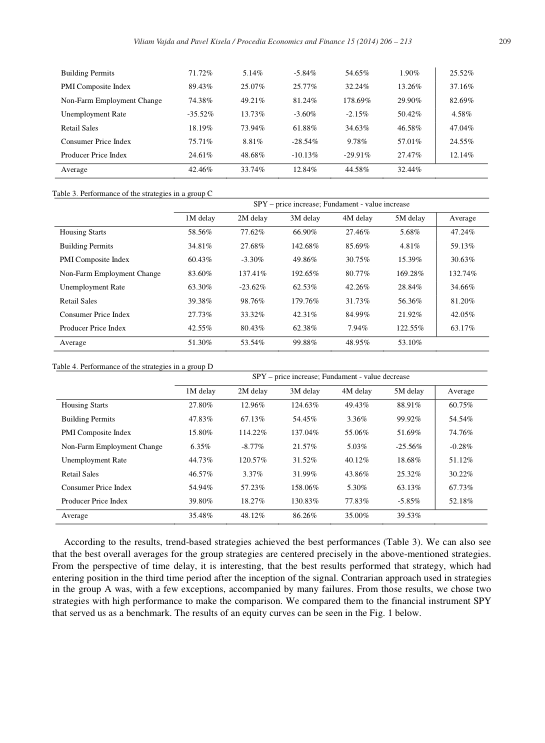 Viliam Vajda and Pavel Kisela / Procedia Economics and Finance 15 (2014) 206 – 213 209
Building Permits 71.72% 5.14% -5.84% 54.65% 1.90% 25.52%
PMI Composite Index 89.43% 25.07% 25.77% 32.24% 13.26% 37.16%
Non-Farm Employment Change 74.38% 49.21% 81.24% 178.69% 29.90% 82.69%
Unemployment Rate -35.52% 13.73% -3.60% -2.15% 50.42% 4.58%
Retail Sales 18.19% 73.94% 61.88% 34.63% 46.58% 47.04%
Consumer Price Index 75.71% 8.81% -28.54% 9.78% 57.01% 24.55%
Producer Price Index 24.61% 48.68% -10.13% -29.91% 27.47% 12.14%
Average 42.46% 33.74% 12.84% 44.58% 32.44%
Table 3. Performance of the strategies in a group C
SPY – price increase; Fundament - value increase
1M delay 2M delay 3M delay 4M delay 5M delay Average
Housing Starts 58.56% 77.62% 66.90% 27.46% 5.68% 47.24%
Building Permits 34.81% 27.68% 142.68% 85.69% 4.81% 59.13%
PMI Composite Index 60.43% -3.30% 49.86% 30.75% 15.39% 30.63%
Non-Farm Employment Change 83.60% 137.41% 192.65% 80.77% 169.28% 132.74%
Unemployment Rate 63.30% -23.62% 62.53% 42.26% 28.84% 34.66%
Retail Sales 39.38% 98.76% 179.76% 31.73% 56.36% 81.20%
Consumer Price Index 27.73% 33.32% 42.31% 84.99% 21.92% 42.05%
Producer Price Index 42.55% 80.43% 62.38% 7.94% 122.55% 63.17%
Average 51.30% 53.54% 99.88% 48.95% 53.10%
Table 4. Performance of the strategies in a group D
SPY – price increase; Fundament - value decrease
1M delay 2M delay 3M delay 4M delay 5M delay Average
Housing Starts 27.80% 12.96% 124.63% 49.43% 88.91% 60.75%
Building Permits 47.83% 67.13% 54.45% 3.36% 99.92% 54.54%
PMI Composite Index 15.80% 114.22% 137.04% 55.06% 51.69% 74.76%
Non-Farm Employment Change 6.35% -8.77% 21.57% 5.03% -25.56% -0.28%
Unemployment Rate 44.73% 120.57% 31.52% 40.12% 18.68% 51.12%
Retail Sales 46.57% 3.37% 31.99% 43.86% 25.32% 30.22%
Consumer Price Index 54.94% 57.23% 158.06% 5.30% 63.13% 67.73%
Producer Price Index 39.80% 18.27% 130.83% 77.83% -5.85% 52.18%
Average 35.48% 48.12% 86.26% 35.00% 39.53%
According to the results, trend-based strategies achieved the best performances (Table 3). We can also see
that the best overall averages for the group strategies are centered precisely in the above-mentioned strategies.
From the perspective of time delay, it is interesting, that the best results performed that strategy, which had
entering position in the third time period after the inception of the signal. Contrarian approach used in strategies
in the group A was, with a few exceptions, accompanied by many failures. From those results, we chose two
strategies with high performance to make the comparison. We compared them to the financial instrument SPY
that served us as a benchmark. The results of an equity curves can be seen in the Fig. 1 below.